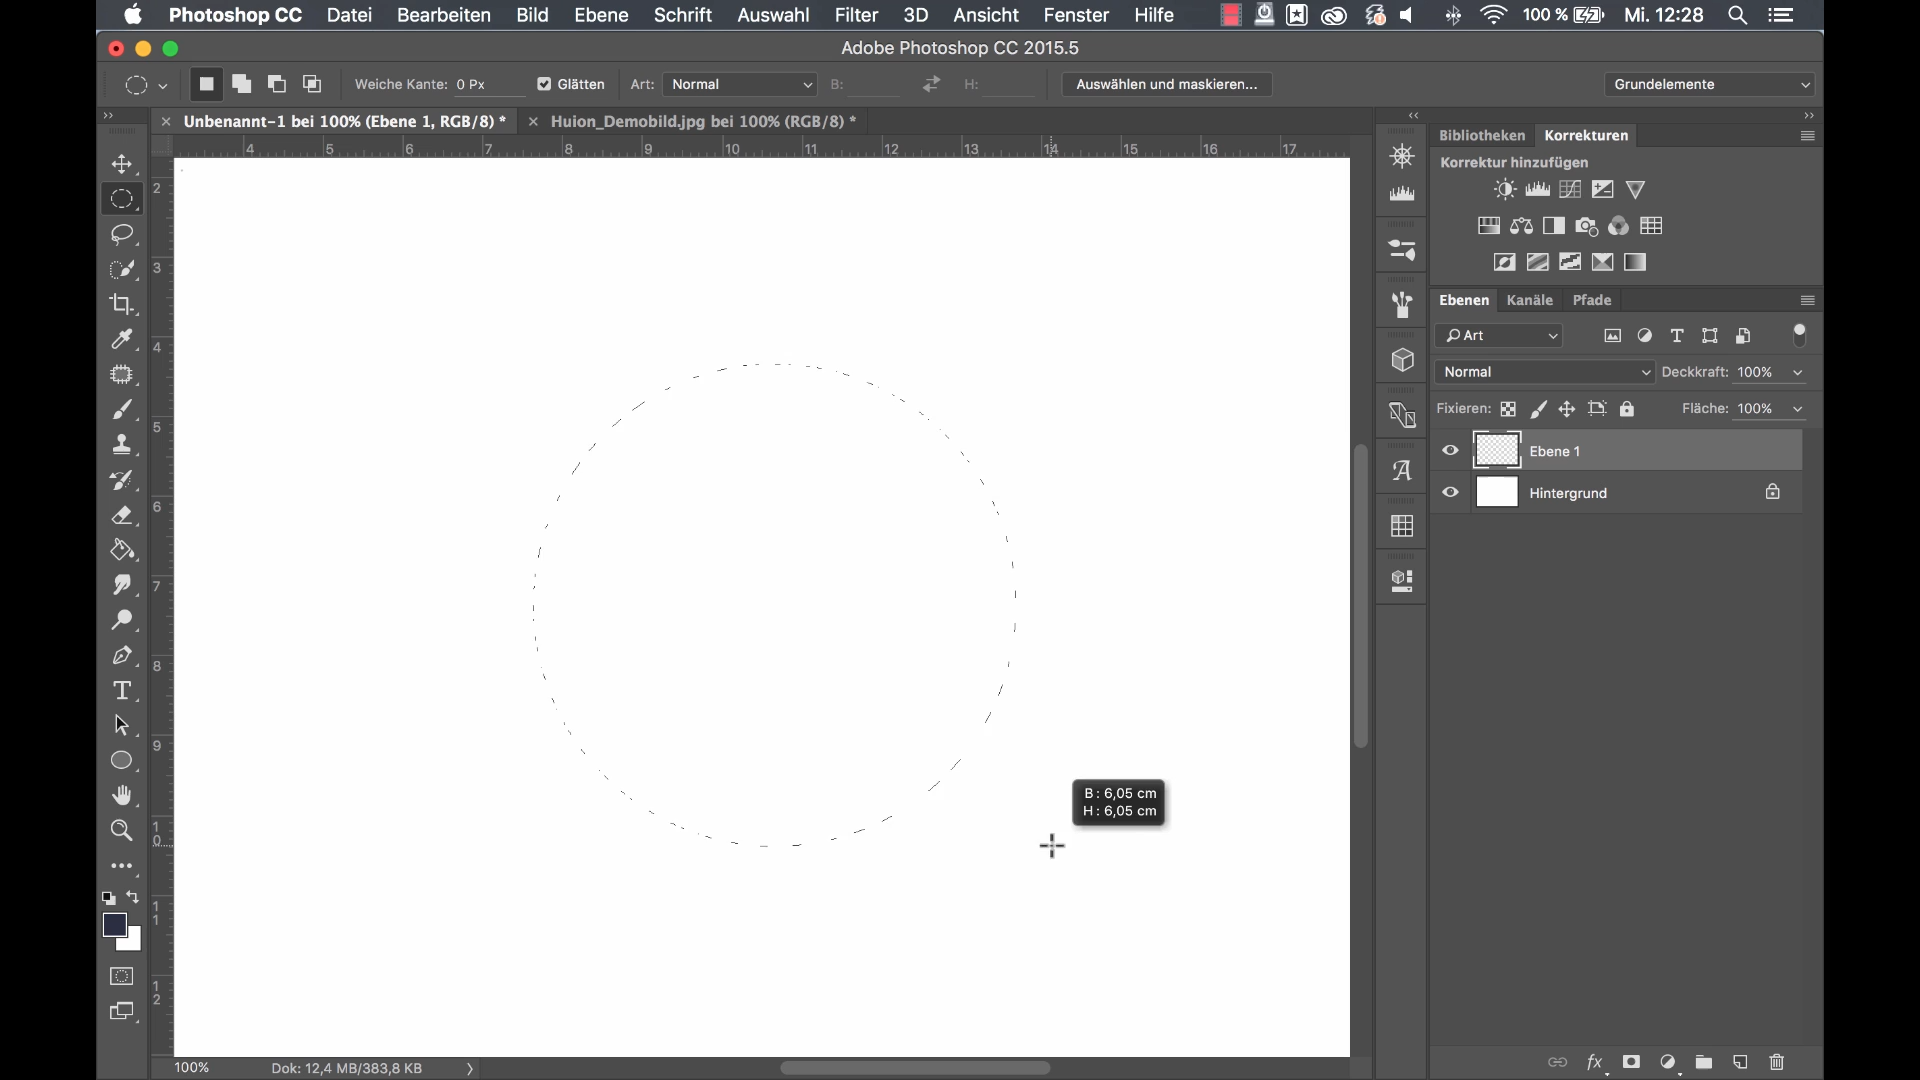 Photoshop CC Datei Bearbeiten Bild Ebene Schrift Auswahl Filter 3D Ansicht Fenster Hilfe 100 % Mi. 12:28
Adobe Photoshop CC 2015.5
Weiche Kante: 0 Px Glätten Art: Normal B: H: Auswählen und maskieren... Grundelemente
Unbenannt-1 bei 100% (Ebene 1, RGB/8) * Huion_Demobild.jpg bei 100% (RGB/8) *
4 5 6 7 8 9 10 11 12 13 14 15 16 17
2
3
4
5
6
7
8
9
10
11
12
Bibliotheken Korrekturen
Korrektur hinzufügen
Ebenen Kanäle Pfade
Art
Normal Deckkraft: 100%
Fixieren: Fläche: 100%
Ebene 1
Hintergrund
B: 6,05 cm
H: 6,05 cm
100% Dok: 12,4 MB/383,8 KB